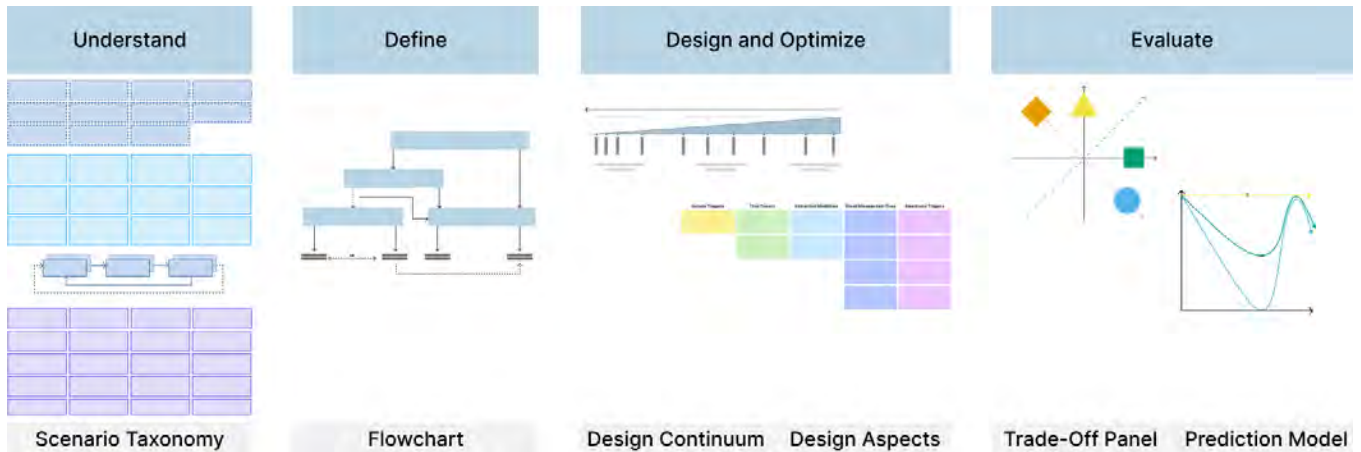 Understand
Define
Design and Optimize
Evaluate
Scenario Taxonomy
Flowchart
Design Continuum
Design Aspects
Trade-Off Panel
Prediction Model